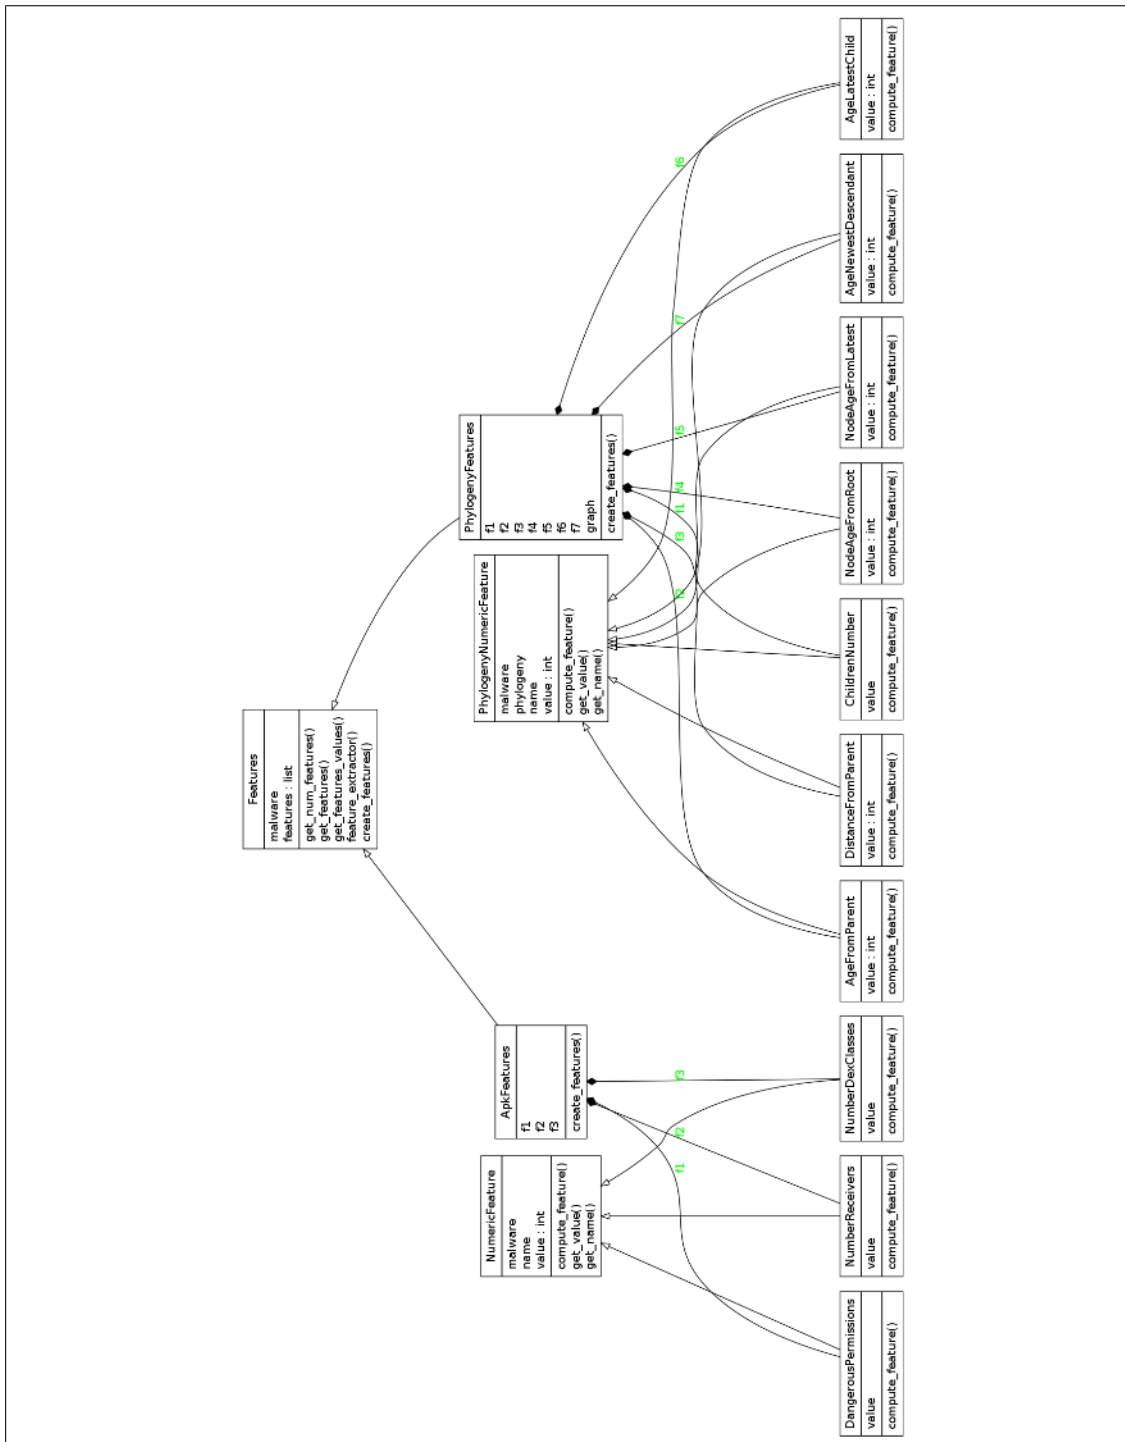 Features
malware
features : list
get_num_features()
get_features()
get_features_values()
feature_extractor()
create_features()
NumericFeature
malware
name
value : int
compute_feature()
get_value()
get_name()
ApkFeatures
f1
f2
f3
create_features()
PhylogenyNumericFeature
malware
phylogeny
name
value : int
compute_feature()
get_value()
get_name()
PhylogenyFeatures
f1
f2
f3
f4
f5
f6
f7
graph
create_features()
f1
f2
f3
f2
f3
f1
f4
f5
f7
f6
DangerousPermissions
value
compute_feature()
NumberReceivers
value
compute_feature()
NumberDexClasses
value
compute_feature()
AgeFromParent
value : int
compute_feature()
DistanceFromParent
value : int
compute_feature()
ChildrenNumber
value
compute_feature()
NodeAgeFromRoot
value : int
compute_feature()
NodeAgeFromLatest
value : int
compute_feature()
AgeNewestDescendant
value : int
compute_feature()
AgeLatestChild
value : int
compute_feature()